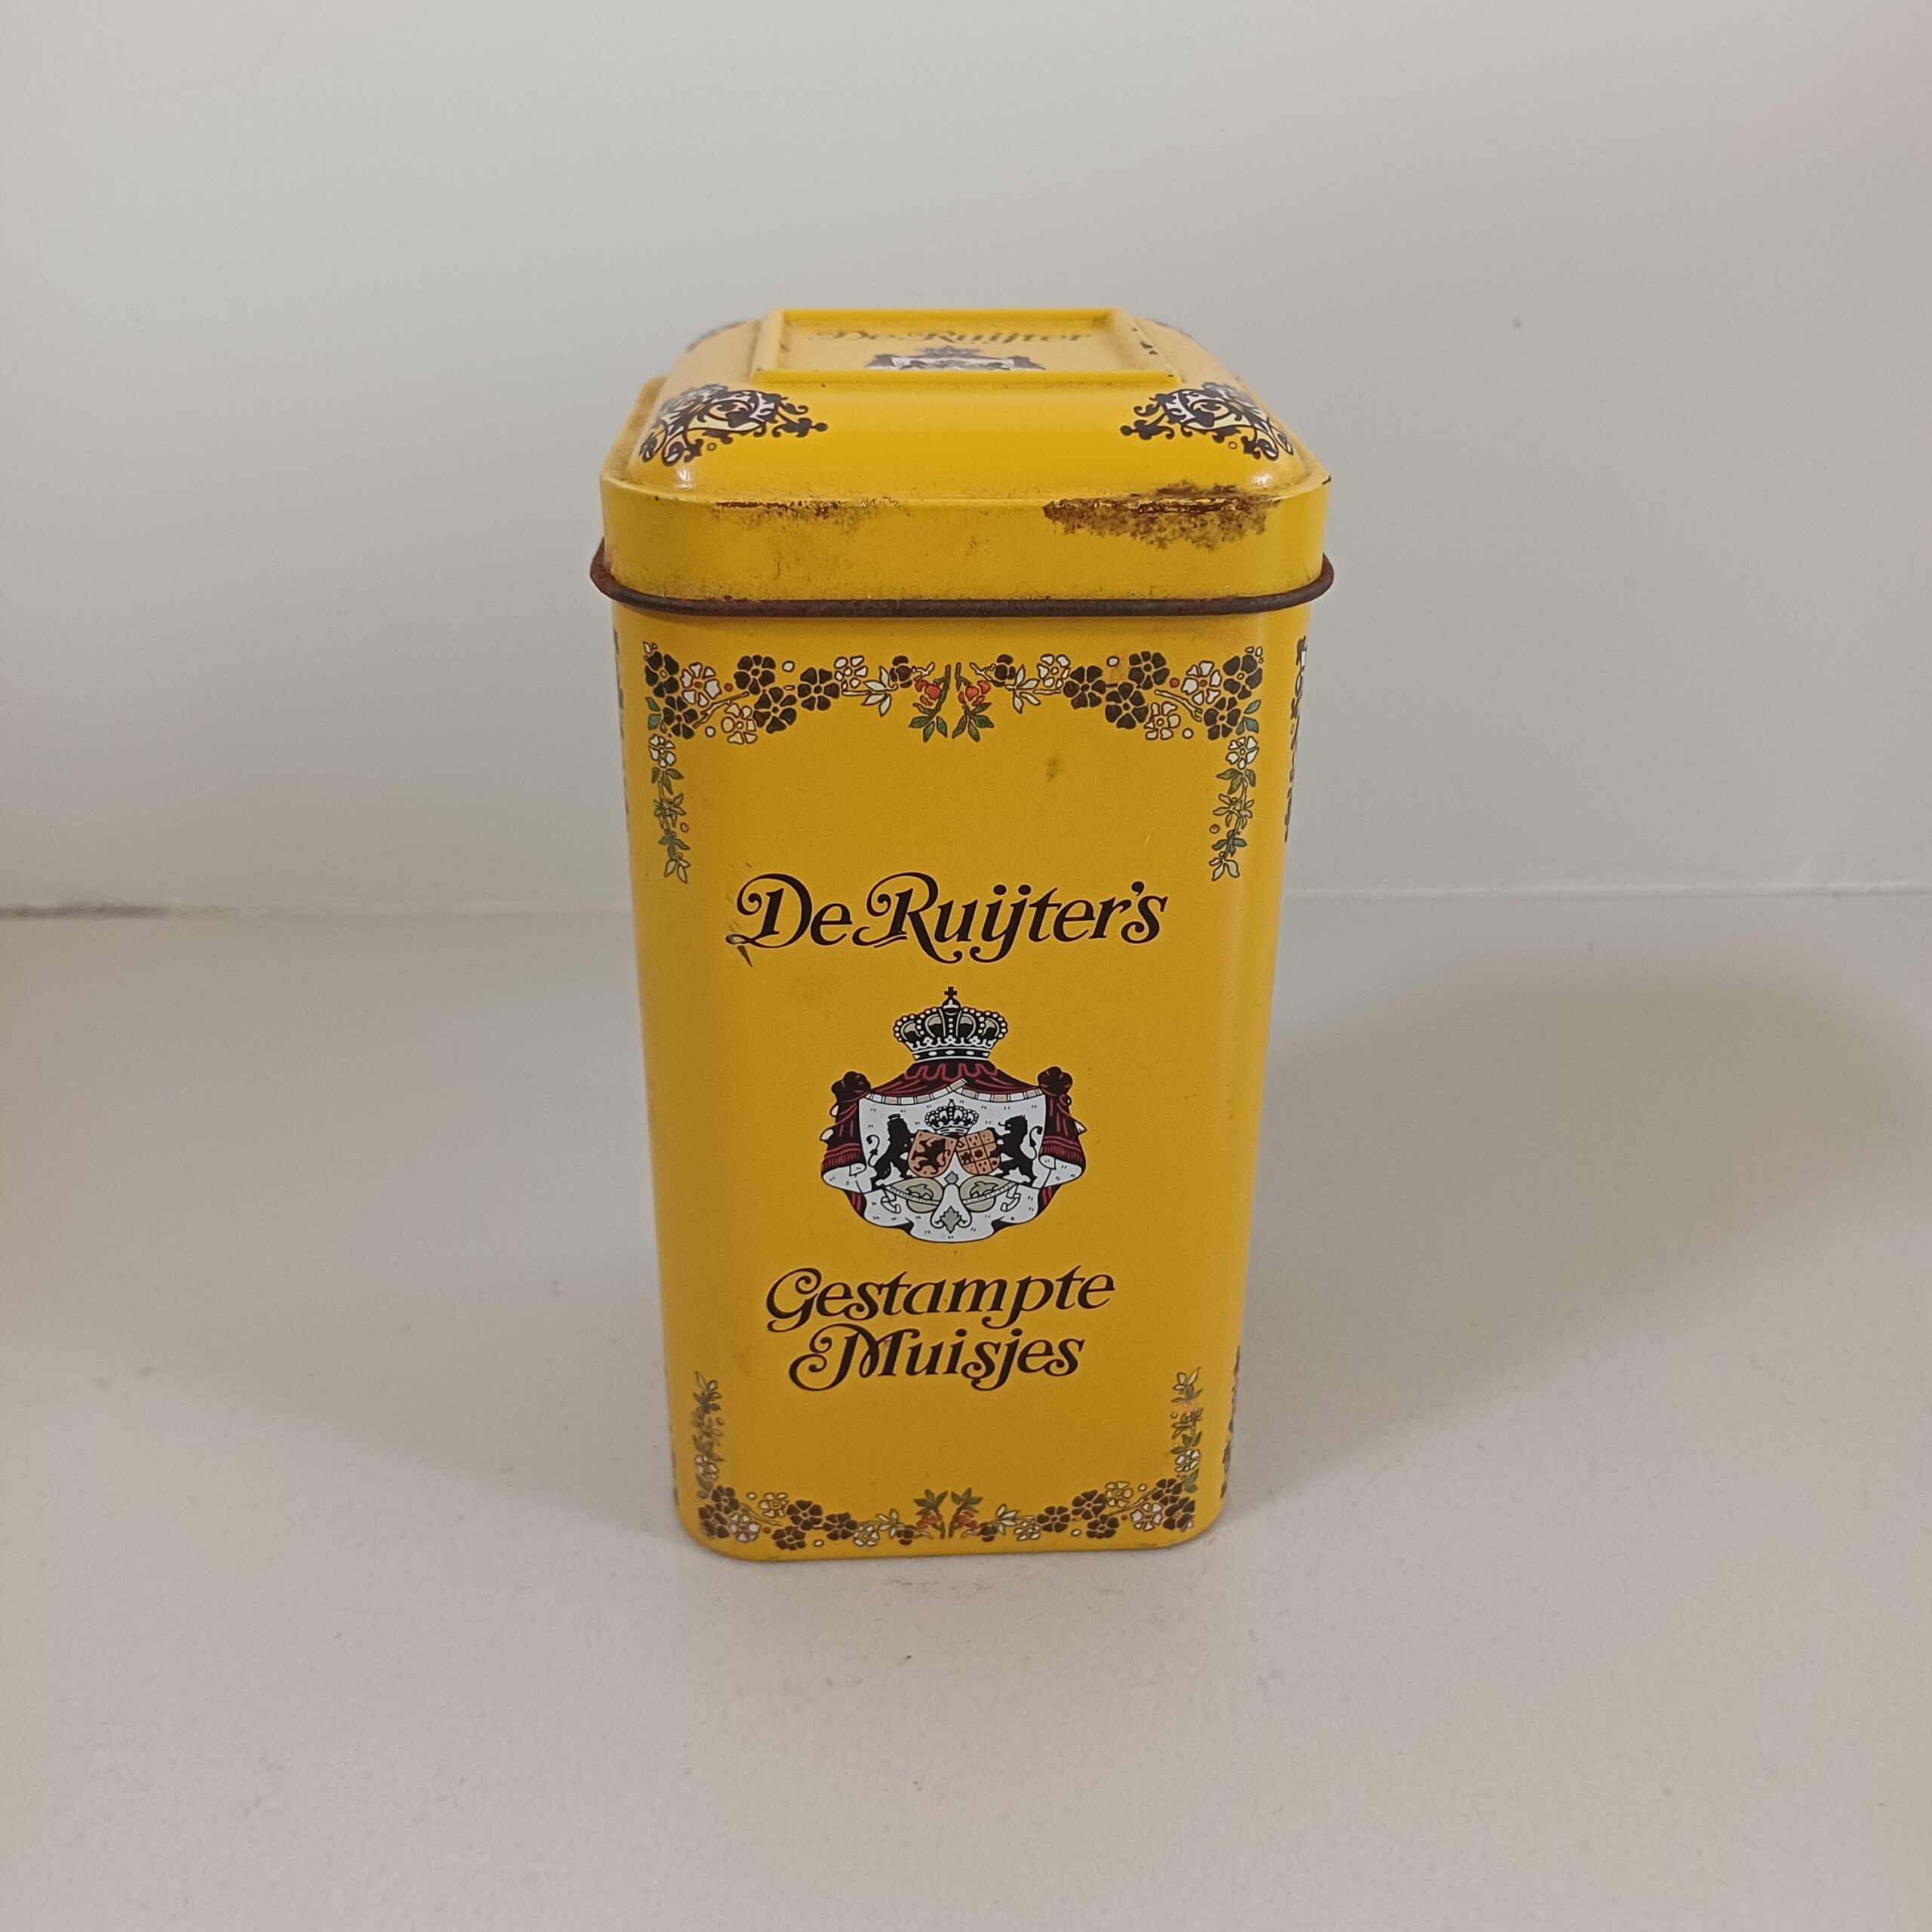 De Ruijter
De Ruijter's
Gestampte
Muisjes